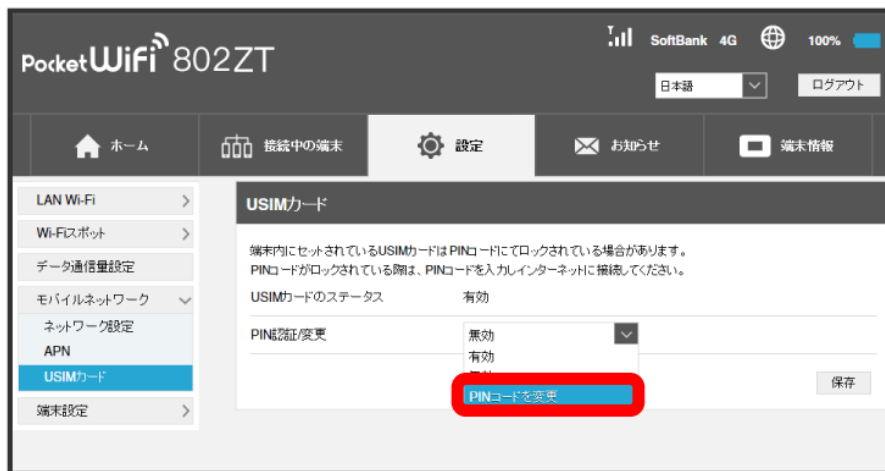 Pocket WiFi 802ZT
SoftBank 4G 100%
日本語 ログアウト
ホーム 接続中の端末 設定 お知らせ 端末情報
LAN Wi-Fi
Wi-Fiスポット
データ通信量設定
モバイルネットワーク
ネットワーク設定
APN
USIMカード
端末設定
USIMカード
端末内にセットされているUSIMカードはPINコードにてロックされている場合があります。
PINコードがロックされている際は、PINコードを入力しインターネットに接続してください。
USIMカードのステータス 有効
PIN認証/変更 無効
有効
PINコードを変更
保存